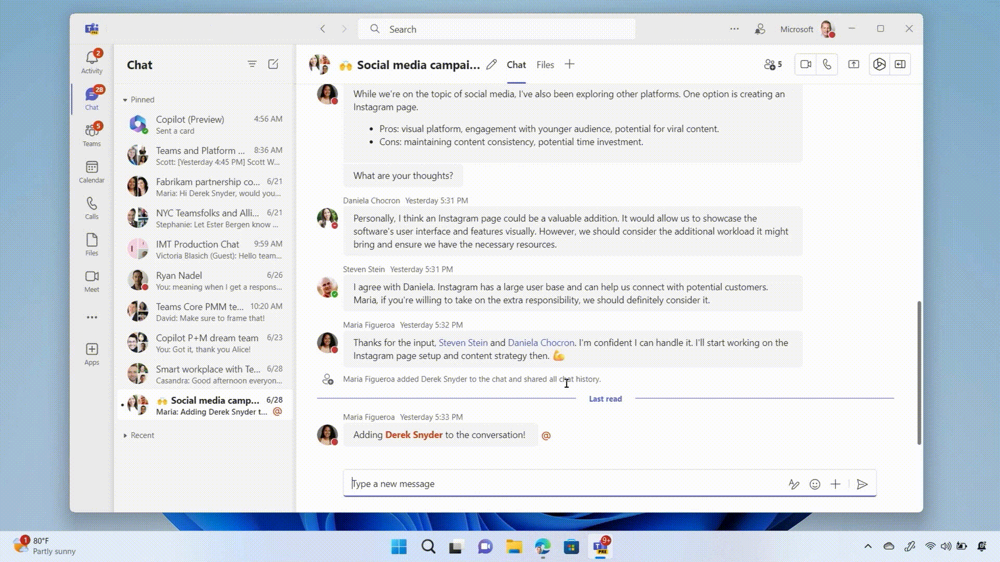 T
PRE
Search
Microsoft
2
Activity
28
Chat
5
Teams
Calendar
Calls
Files
Meet
Apps
Chat
Pinned
Copilot (Preview) 4:56 AM
Sent a card
Teams and Platform ... 8:36 AM
Scott: [Yesterday 4:45 PM] Scott W...
Fabrikam partnership co... 6/21
Maria: Hi Derek Snyder, would you...
NYC Teamsfolks and Alli... 6/21
Stephanie: Let Ester Bergen know ...
IMT Production Chat 9:59 AM
Victoria Blasich (Guest): Hello team...
Ryan Nadel 6/26
You: meaning when I get a respons...
Teams Core PMM te... 10:20 AM
David: Make sure to frame that!
Copilot P+M dream team 6/23
You: Got it, thank you Alice!
Smart workplace with Te... 6/28
Casandra: Good afternoon everyon...
🙌 Social media camp... 6/28
Maria: Adding Derek Snyder t... @
Recent
🙌 Social media campai... Chat Files 5
While we're on the topic of social media, I've also been exploring other platforms. One option is creating an
Instagram page.
• Pros: visual platform, engagement with younger audience, potential for viral content.
• Cons: maintaining content consistency, potential time investment.
What are your thoughts?
Daniela Chocron Yesterday 5:31 PM
Personally, I think an Instagram page could be a valuable addition. It would allow us to showcase the
software's user interface and features visually. However, we should consider the additional workload it might
bring and ensure we have the necessary resources.
Steven Stein Yesterday 5:31 PM
I agree with Daniela. Instagram has a large user base and can help us connect with potential customers.
Maria, if you're willing to take on the extra responsibility, we should definitely consider it.
Maria Figueroa Yesterday 5:32 PM
Thanks for the input, Steven Stein and Daniela Chocron. I'm confident I can handle it. I'll start working on the
Instagram page setup and content strategy then. 💪
Maria Figueroa added Derek Snyder to the chat and shared all chat history.
Last read
Maria Figueroa Yesterday 5:33 PM
Adding Derek Snyder to the conversation! @
Type a new message
1
80°F
Partly sunny
9+
T
PRE